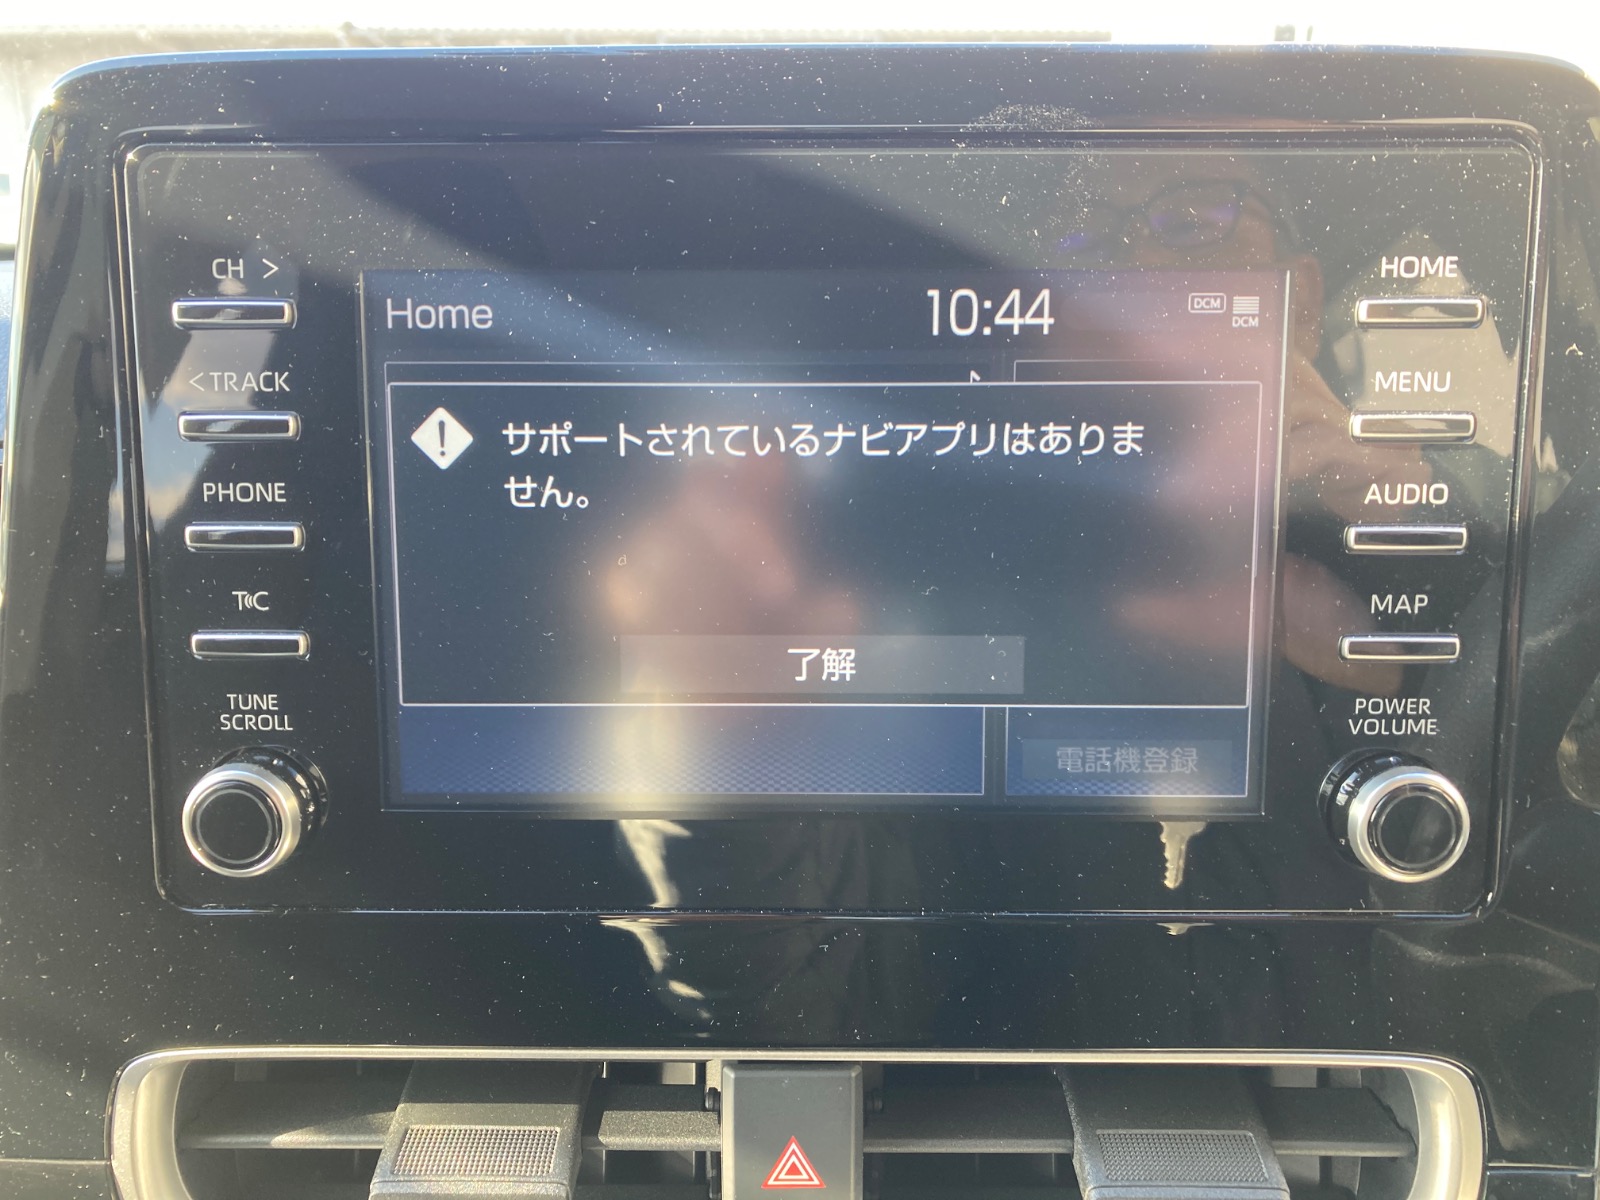 CH >
< TRACK
PHONE
T C
TUNE
SCROLL
Home
10:44
DCM
DCM
サポートされているナビアプリはありま
せん。
了解
電話機登録
HOME
MENU
AUDIO
MAP
POWER
VOLUME